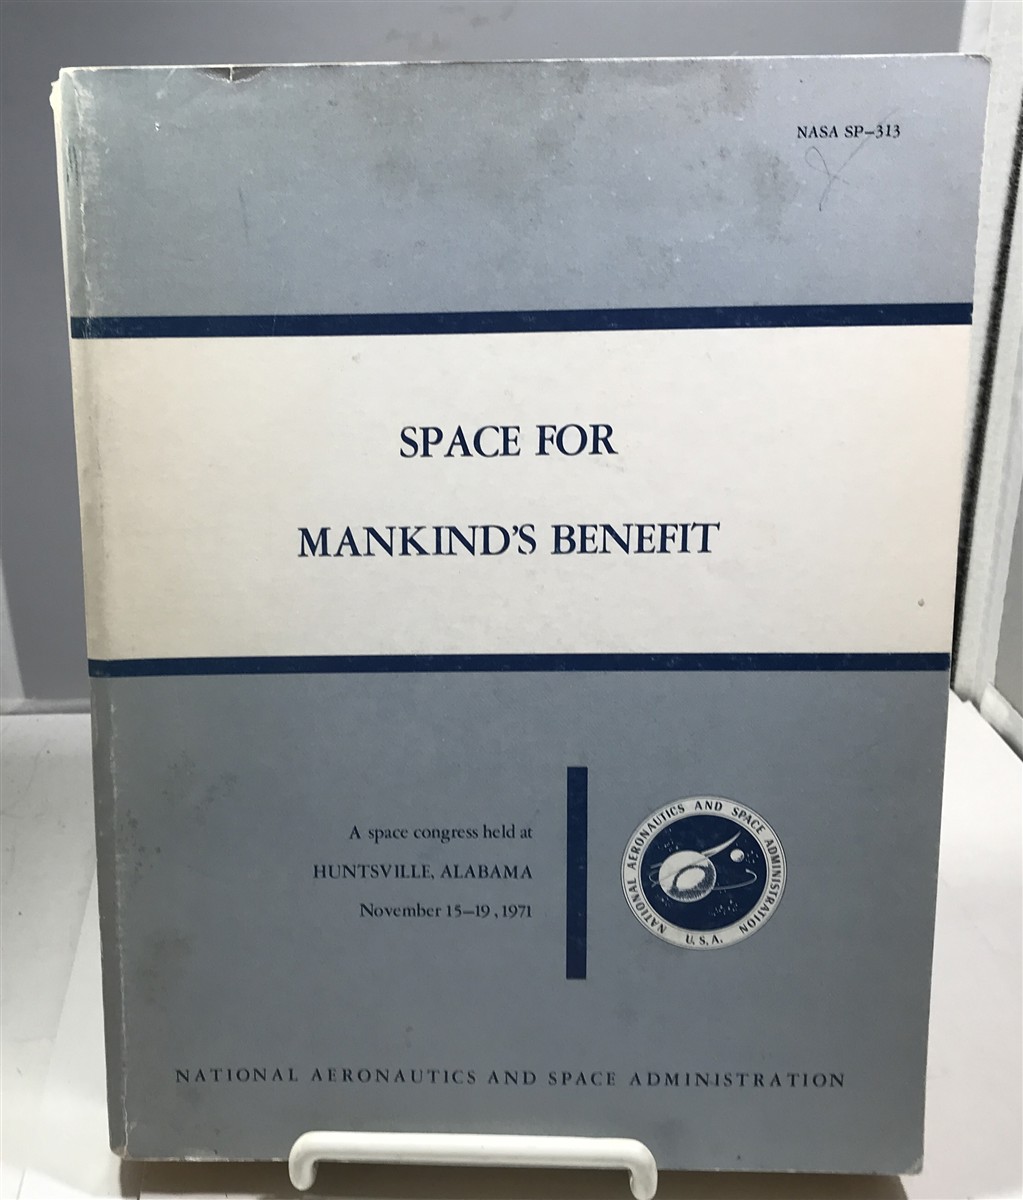 NASA SP–313
SPACE FOR
MANKIND'S BENEFIT
A space congress held at
HUNTSVILLE, ALABAMA
November 15–19, 1971
NATIONAL AERONAUTICS AND SPACE ADMINISTRATION
U.S.A.
NATIONAL AERONAUTICS AND SPACE ADMINISTRATION